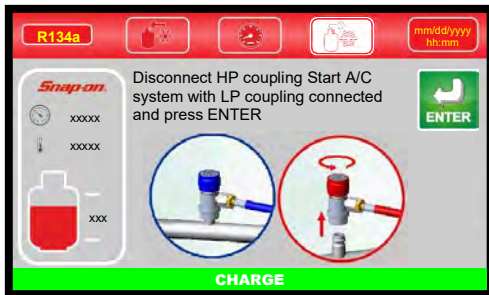 R134a
mm/dd/yyyy
hh:mm
Snap-on
xxxxx
xxxxx
xxx
Disconnect HP coupling Start A/C
system with LP coupling connected
and press ENTER
ENTER
CHARGE